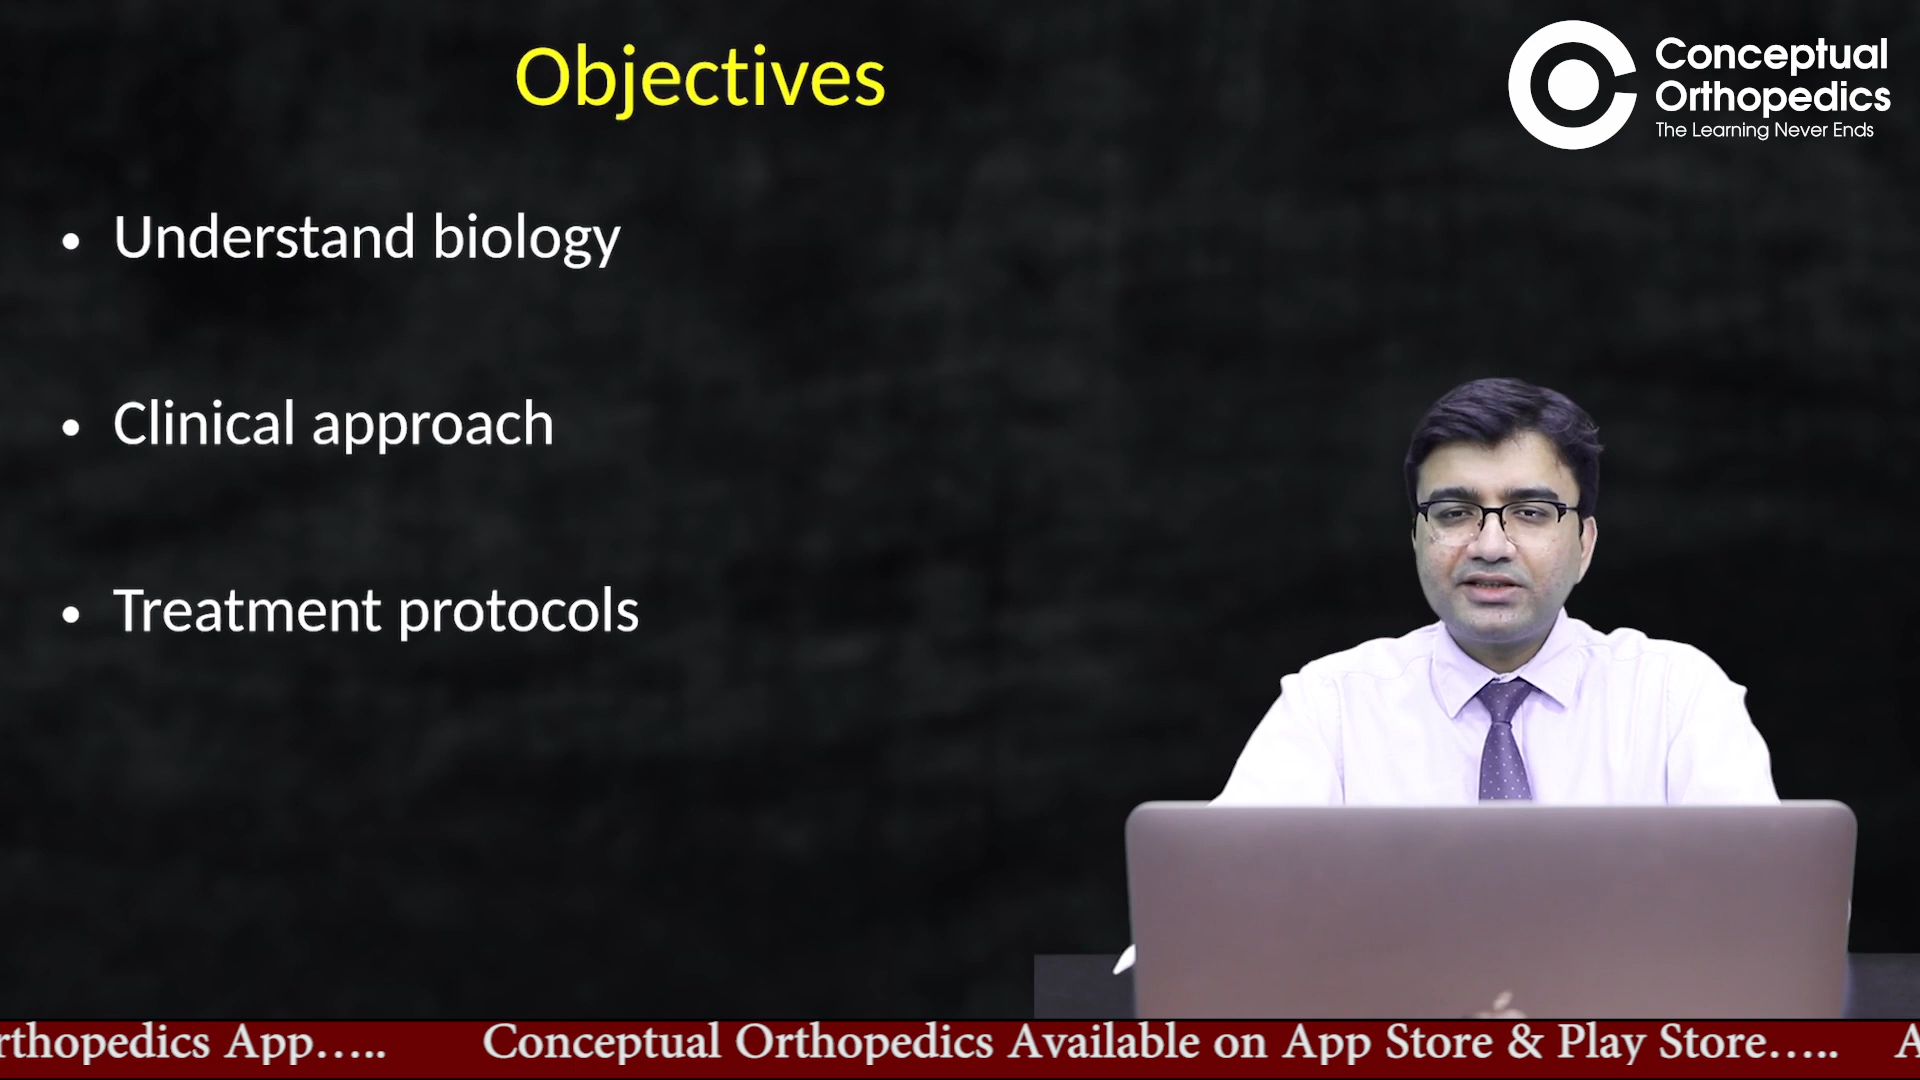 Objectives
Conceptual
Orthopedics
The Learning Never Ends
• Understand biology
• Clinical approach
• Treatment protocols
rthopedics App..... Conceptual Orthopedics Available on App Store & Play Store..... A